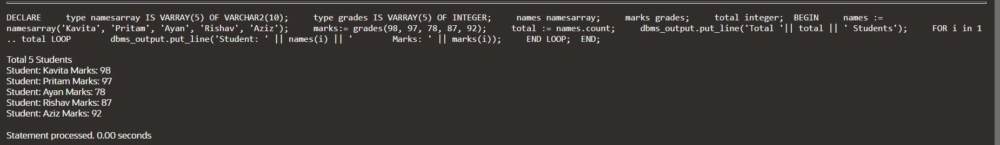 DECLARE     type namesarray IS VARRAY(5) OF VARCHAR2(10);     type grades IS VARRAY(5) OF INTEGER;     names namesarray;     marks grades;     total integer;  BEGIN     names :=
namesarray('Kavita', 'Pritam', 'Ayan', 'Rishav', 'Aziz');     marks:= grades(98, 97, 78, 87, 92);     total := names.count;     dbms_output.put_line('Total '|| total || ' Students');     FOR i in 1
.. total LOOP        dbms_output.put_line('Student: ' || names(i) || '        Marks: ' || marks(i));     END LOOP;  END;
Total 5 Students
Student: Kavita Marks: 98
Student: Pritam Marks: 97
Student: Ayan Marks: 78
Student: Rishav Marks: 87
Student: Aziz Marks: 92
Statement processed. 0.00 seconds